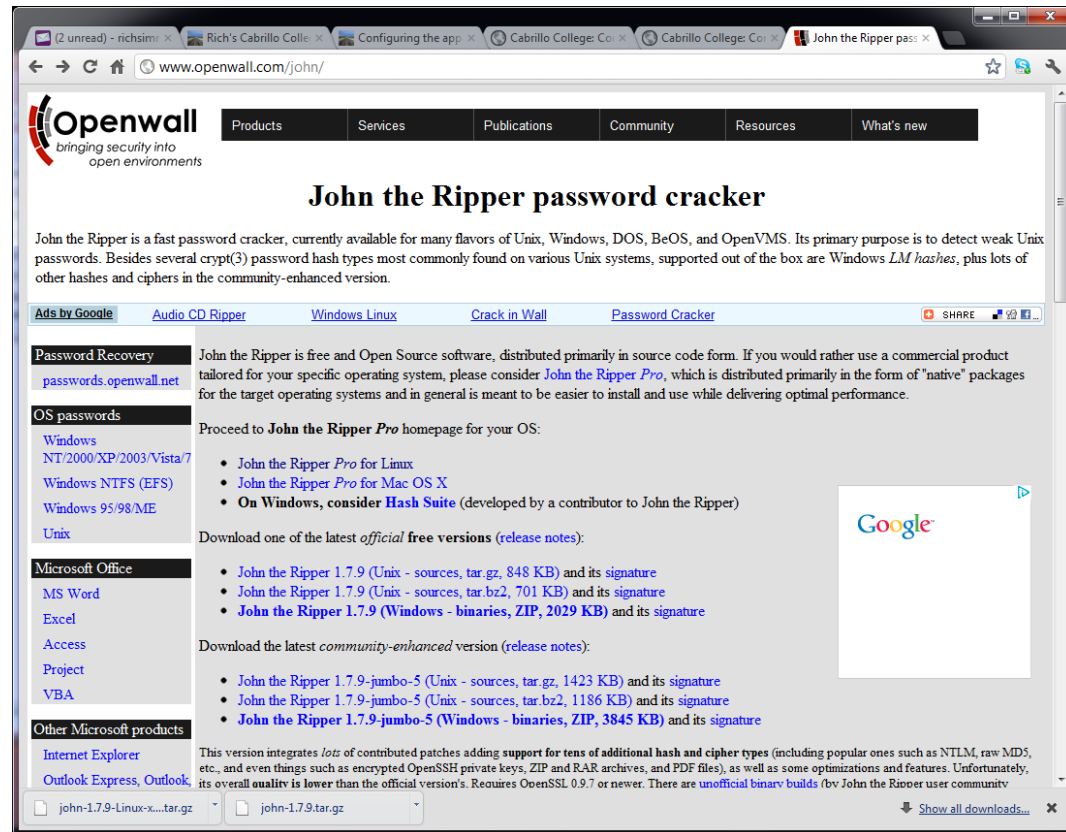 (2 unread) - richsim
Rich's Cabrillo Colle
Configuring the app
Cabrillo College: Co
Cabrillo College: Co
John the Ripper pass
www.openwall.com/john/
Openwall
bringing security into
open environments
Products Services Publications Community Resources What's new
John the Ripper password cracker
John the Ripper is a fast password cracker, currently available for many flavors of Unix, Windows, DOS, BeOS, and OpenVMS. Its primary purpose is to detect weak Unix
passwords. Besides several crypt(3) password hash types most commonly found on various Unix systems, supported out of the box are Windows LM hashes, plus lots of
other hashes and ciphers in the community-enhanced version.
Ads by Google Audio CD Ripper Windows Linux Crack in Wall Password Cracker SHARE
Password Recovery
passwords.openwall.net
OS passwords
Windows
NT/2000/XP/2003/Vista/7
Windows NTFS (EFS)
Windows 95/98/ME
Unix
Microsoft Office
MS Word
Excel
Access
Project
VBA
Other Microsoft products
Internet Explorer
Outlook Express, Outlook,
John the Ripper is free and Open Source software, distributed primarily in source code form. If you would rather use a commercial product
tailored for your specific operating system, please consider John the Ripper Pro, which is distributed primarily in the form of "native" packages
for the target operating systems and in general is meant to be easier to install and use while delivering optimal performance.
Proceed to John the Ripper Pro homepage for your OS:
• John the Ripper Pro for Linux
• John the Ripper Pro for Mac OS X
• On Windows, consider Hash Suite (developed by a contributor to John the Ripper)
Download one of the latest official free versions (release notes):
• John the Ripper 1.7.9 (Unix - sources, tar.gz, 848 KB) and its signature
• John the Ripper 1.7.9 (Unix - sources, tar.bz2, 701 KB) and its signature
• John the Ripper 1.7.9 (Windows - binaries, ZIP, 2029 KB) and its signature
Download the latest community-enhanced version (release notes):
• John the Ripper 1.7.9-jumbo-5 (Unix - sources, tar.gz, 1423 KB) and its signature
• John the Ripper 1.7.9-jumbo-5 (Unix - sources, tar.bz2, 1186 KB) and its signature
• John the Ripper 1.7.9-jumbo-5 (Windows - binaries, ZIP, 3845 KB) and its signature
This version integrates lots of contributed patches adding support for tens of additional hash and cipher types (including popular ones such as NTLM, raw MD5,
etc., and even things such as encrypted OpenSSH private keys, ZIP and RAR archives, and PDF files), as well as some optimizations and features. Unfortunately,
its overall quality is lower than the official version's. Requires OpenSSL 0.9.7 or newer. There are unofficial binary builds (by John the Ripper user community
Google
john-1.7.9-Linux-x....tar.gz
john-1.7.9.tar.gz
Show all downloads...